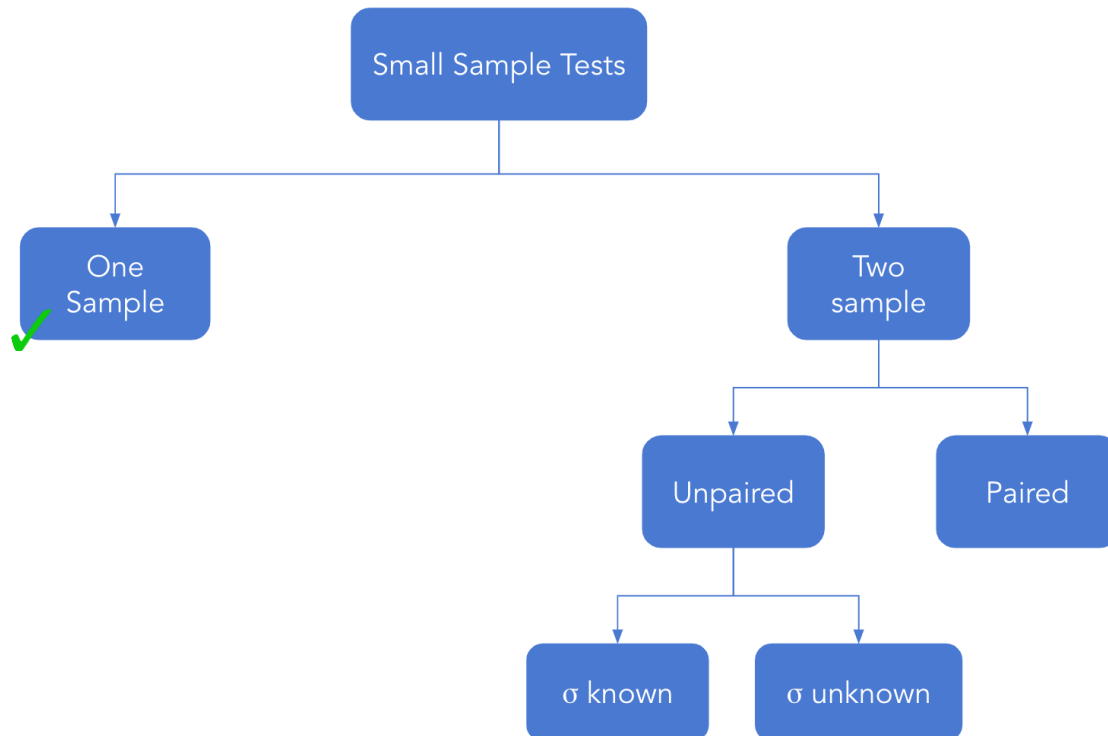 Small Sample Tests
One
Sample
Two
sample
Unpaired
Paired
σ known
σ unknown